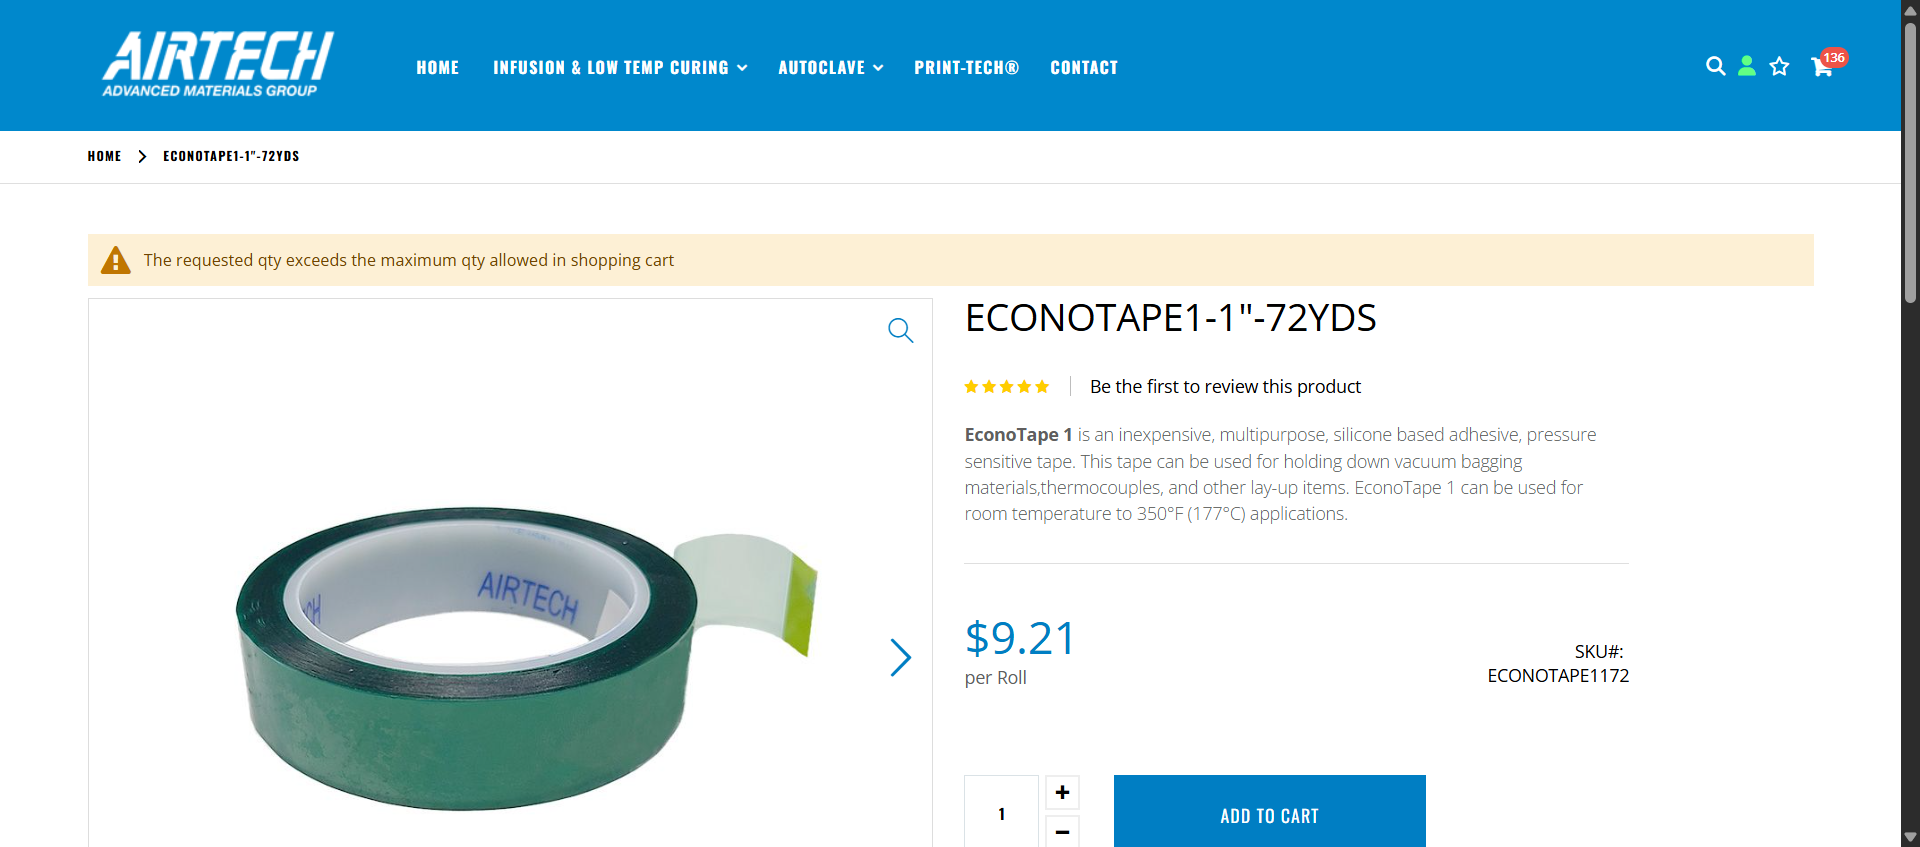 AIRTECH
ADVANCED MATERIALS GROUP
HOME
INFUSION & LOW TEMP CURING
AUTOCLAVE
PRINT-TECH®
CONTACT
136
HOME
ECONOTAPE1-1"-72YDS
The requested qty exceeds the maximum qty allowed in shopping cart
AIRTECH
CH
ECONOTAPE1-1"-72YDS
Be the first to review this product
EconoTape 1 is an inexpensive, multipurpose, silicone based adhesive, pressure
sensitive tape. This tape can be used for holding down vacuum bagging
materials,thermocouples, and other lay-up items. EconoTape 1 can be used for
room temperature to 350°F (177°C) applications.
$9.21
per Roll
SKU#:
ECONOTAPE1172
1
+
−
ADD TO CART